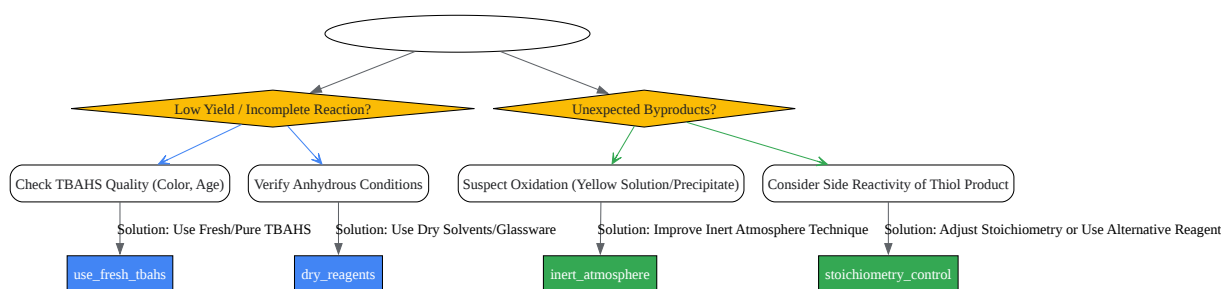 Low Yield / Incomplete Reaction?
Unexpected Byproducts?
Check TBAHS Quality (Color, Age)
Verify Anhydrous Conditions
Suspect Oxidation (Yellow Solution/Precipitate)
Consider Side Reactivity of Thiol Product
Solution: Use Fresh/Pure TBAHS
Solution: Use Dry Solvents/Glassware
Solution: Improve Inert Atmosphere Technique
Solution: Adjust Stoichiometry or Use Alternative Reagent
use_fresh_tbahs
dry_reagents
inert_atmosphere
stoichiometry_control